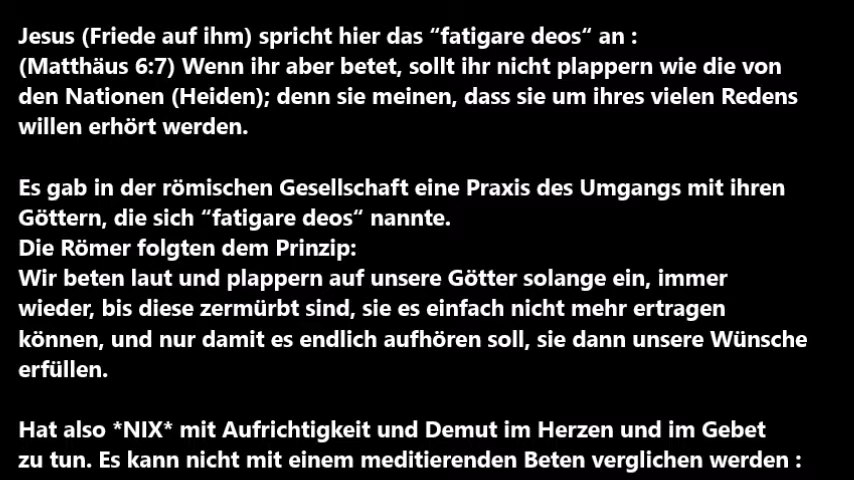 Jesus (Friede auf ihm) spricht hier das “fatigare deos“ an :
(Matthäus 6:7) Wenn ihr aber betet, sollt ihr nicht plappern wie die von
den Nationen (Heiden); denn sie meinen, dass sie um ihres vielen Redens
willen erhört werden.
Es gab in der römischen Gesellschaft eine Praxis des Umgangs mit ihren
Göttern, die sich “fatigare deos“ nannte.
Die Römer folgten dem Prinzip:
Wir beten laut und plappern auf unsere Götter solange ein, immer
wieder, bis diese zermürbt sind, sie es einfach nicht mehr ertragen
können, und nur damit es endlich aufhören soll, sie dann unsere Wünsche
erfüllen.
Hat also *NIX* mit Aufrichtigkeit und Demut im Herzen und im Gebet
zu tun. Es kann nicht mit einem meditierenden Beten verglichen werden :